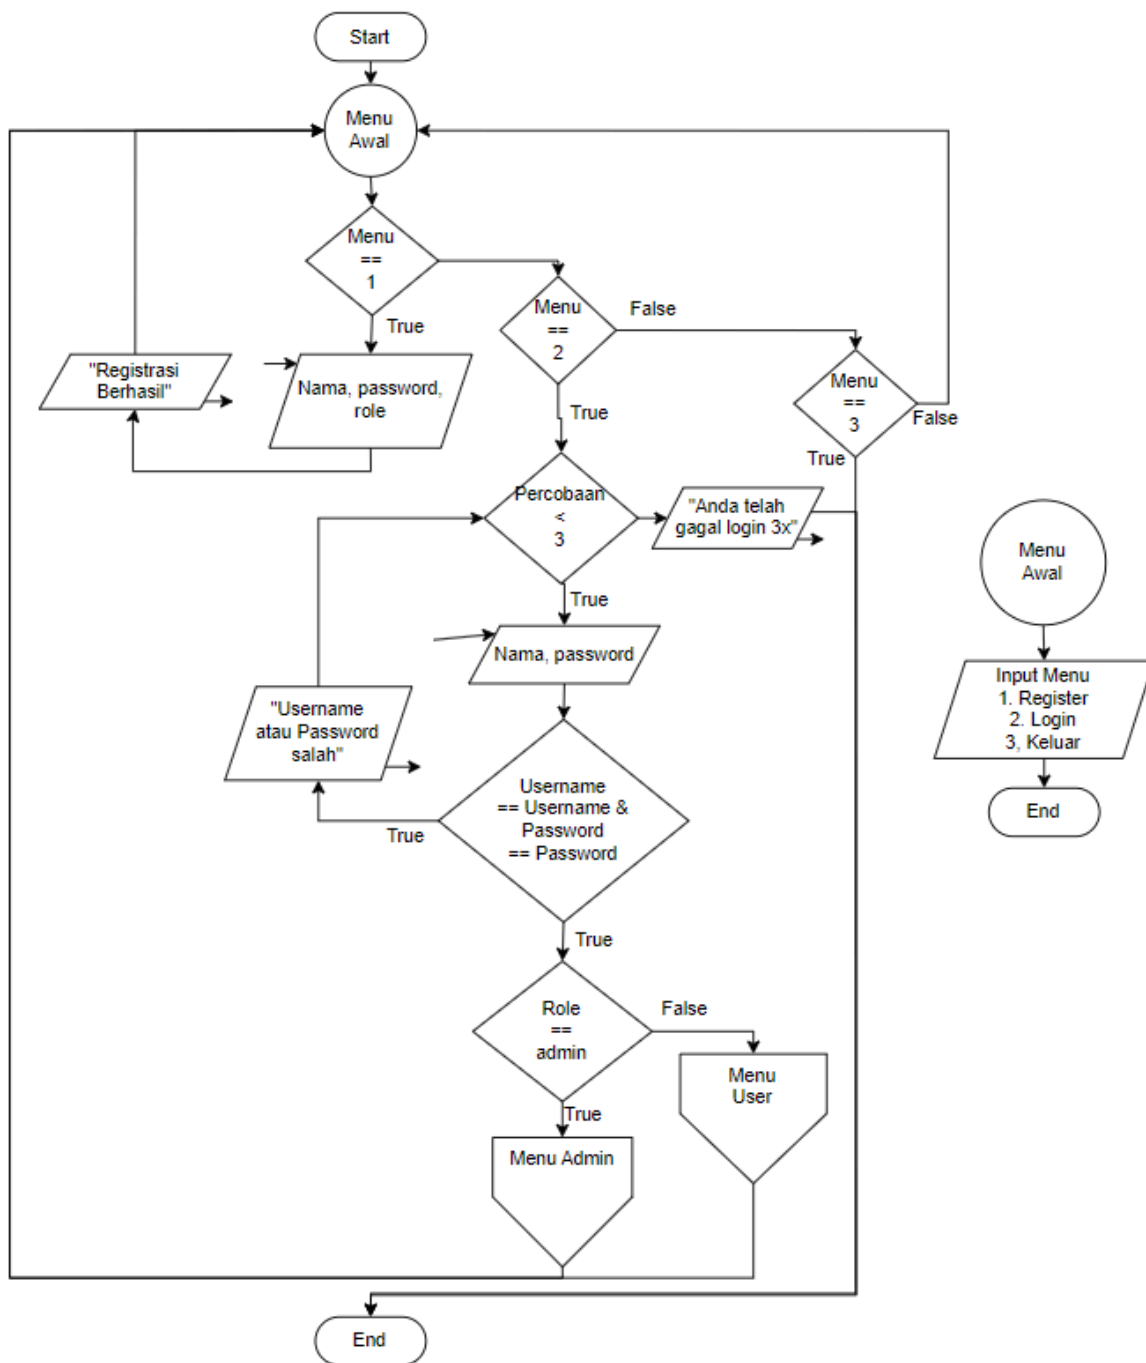 Start
Menu
Awal
Menu
==
1
True
Menu
==
2
False
True
Menu
==
3
False
True
"Registrasi
Berhasil"
Nama, password,
role
Percobaan
<
3
True
"Anda telah
gagal login 3x"
Nama, password
"Username
atau Password
salah"
Username
== Username &
Password
== Password
True
True
Role
==
admin
False
True
Menu
User
Menu Admin
End
Menu
Awal
Input Menu
1. Register
2. Login
3, Keluar
End